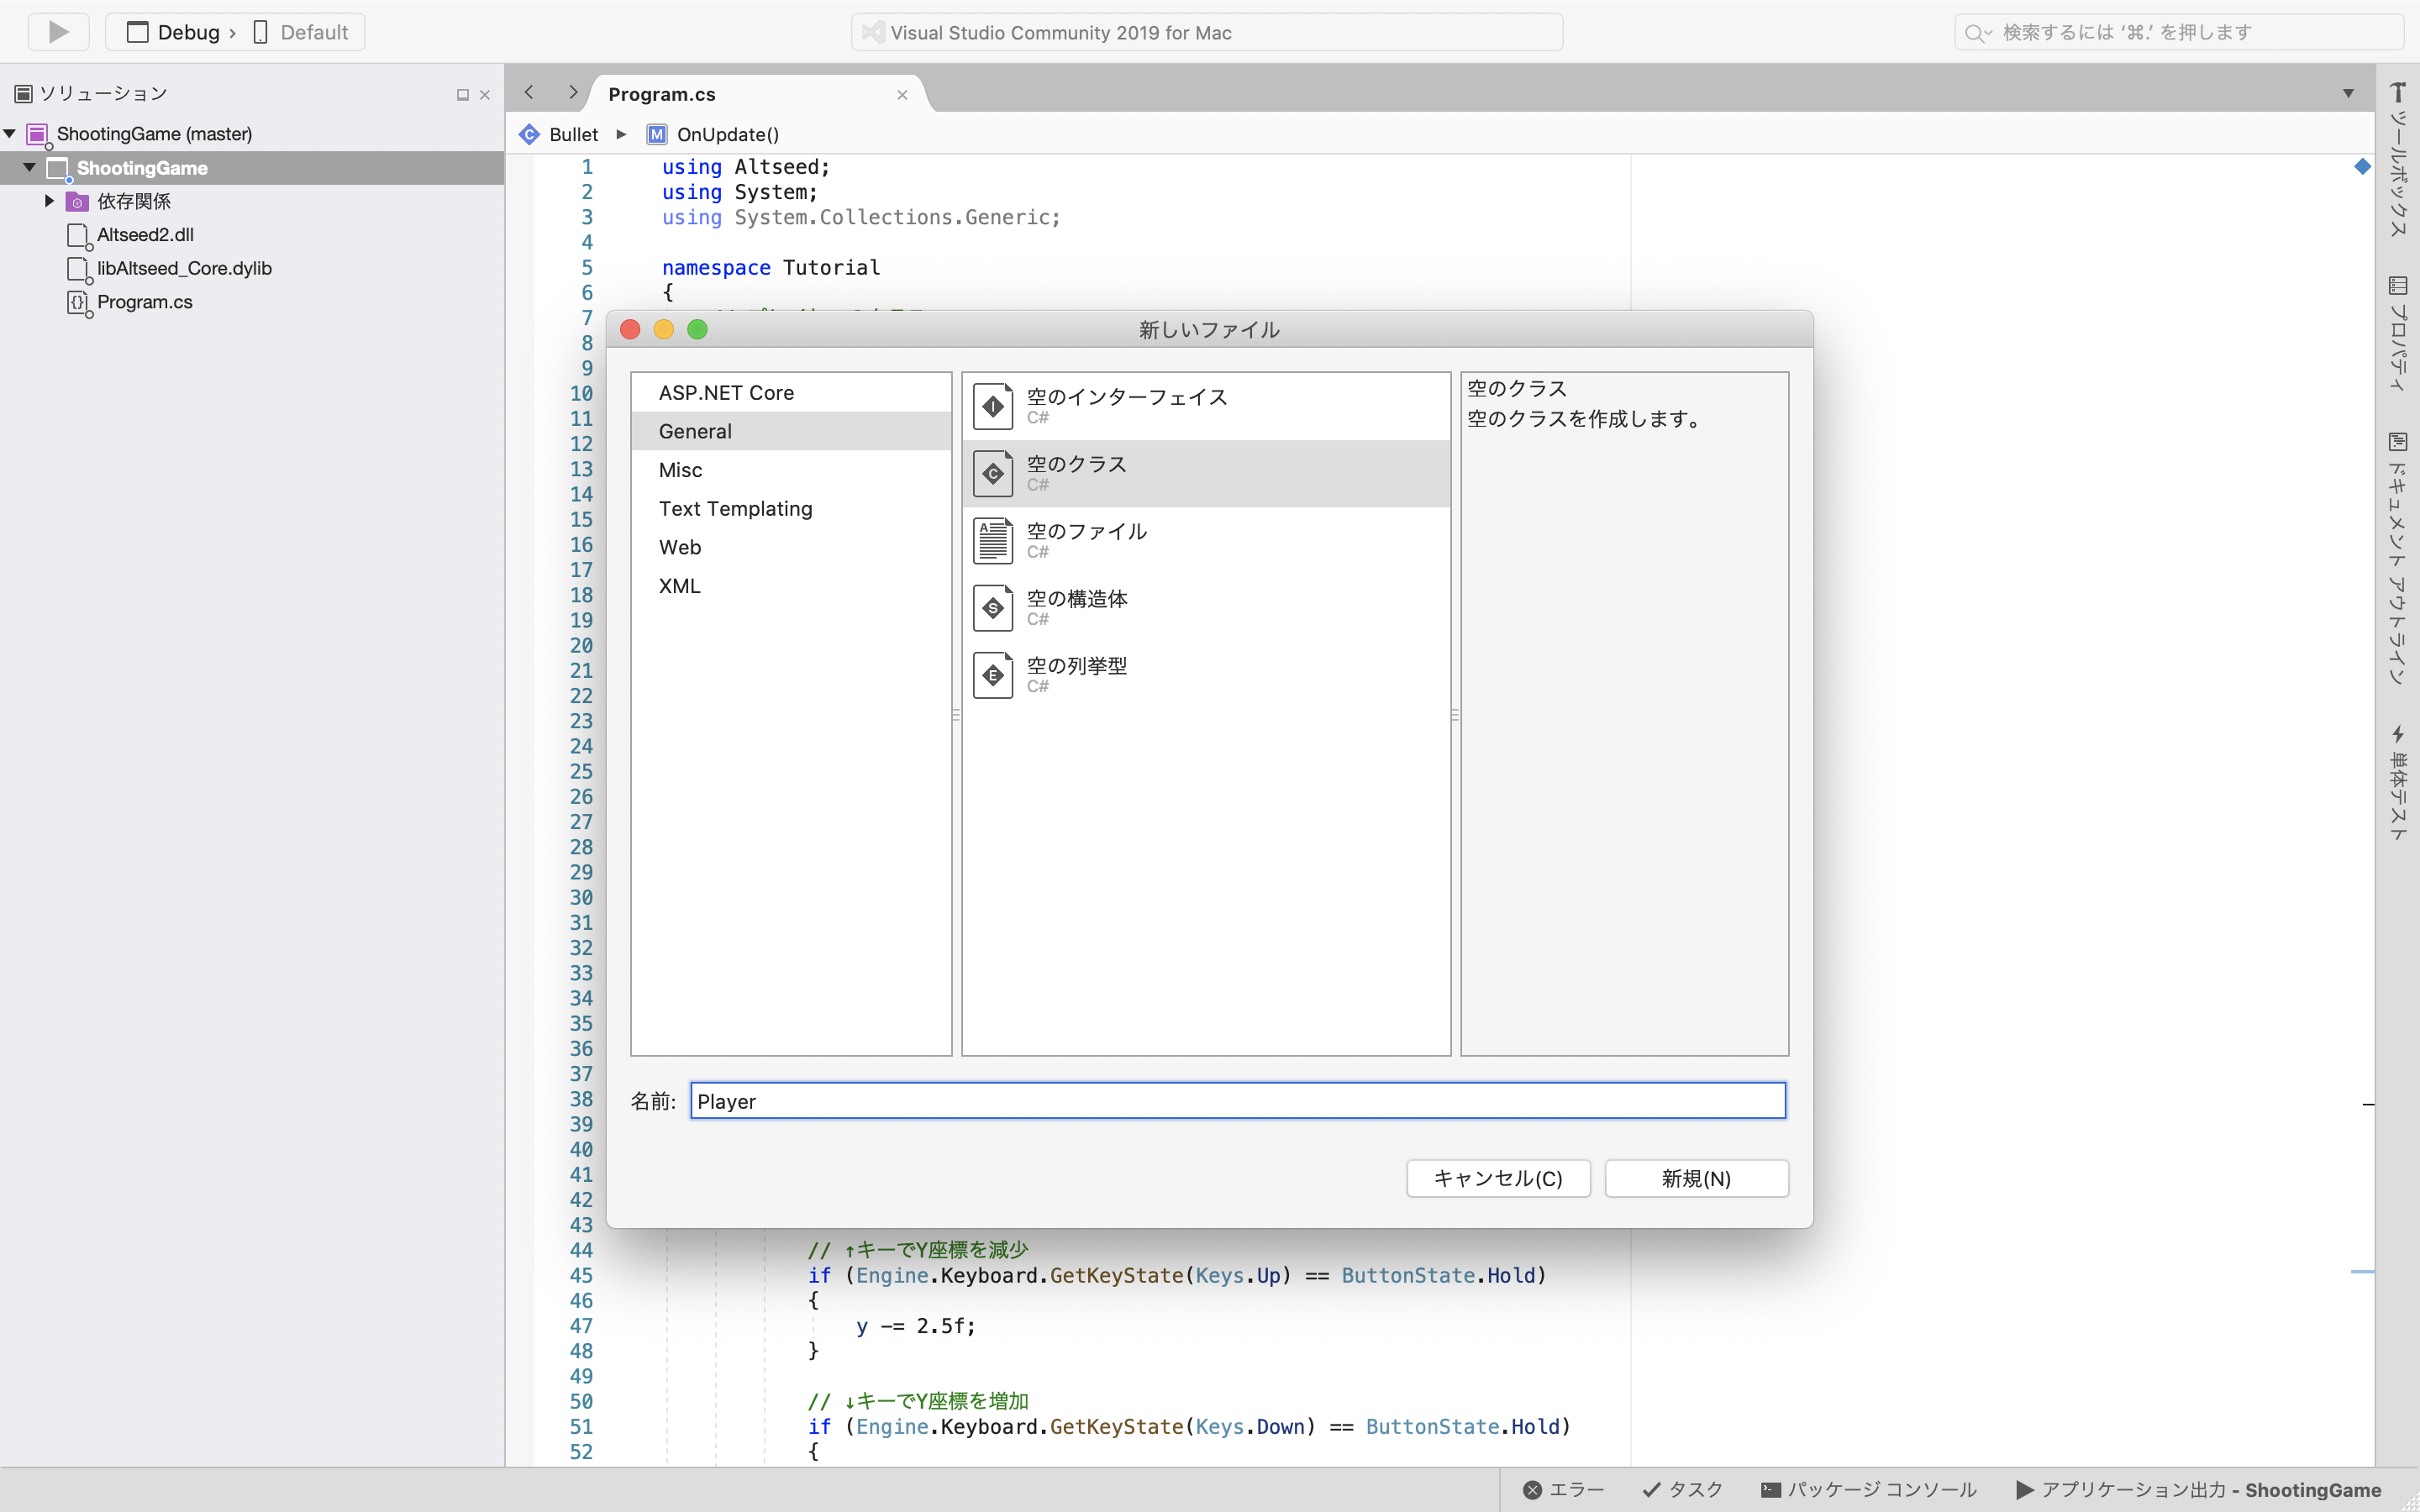 Debug › Default
Visual Studio Community 2019 for Mac
検索するには ‘⌘.’ を押します
ソリューション
ShootingGame (master)
ShootingGame
依存関係
Altseed2.dll
libAltseed_Core.dylib
Program.cs
Program.cs
Bullet
M OnUpdate()
1 using Altseed;
2 using System;
3 using System.Collections.Generic;
4
5 namespace Tutorial
6 {
7
8
9
10
11
12
13
14
15
16
17
18
19
20
21
22
23
24
25
26
27
28
29
30
31
32
33
34
35
36
37
38
39
40
41
42
43
44 // ↑キーでY座標を減少
45 if (Engine.Keyboard.GetKeyState(Keys.Up) == ButtonState.Hold)
46 {
47 y -= 2.5f;
48 }
49
50 // ↓キーでY座標を増加
51 if (Engine.Keyboard.GetKeyState(Keys.Down) == ButtonState.Hold)
52 {
新しいファイル
ASP.NET Core
General
Misc
Text Templating
Web
XML
空のインターフェイス
C#
空のクラス
C#
空のファイル
C#
空の構造体
C#
空の列挙型
C#
空のクラス
空のクラスを作成します。
名前: Player
キャンセル(C)
新規(N)
ツールボックス
プロパティ
ドキュメント アウトライン
単体テスト
エラー
タスク
パッケージ コンソール
アプリケーション出力 - ShootingGame